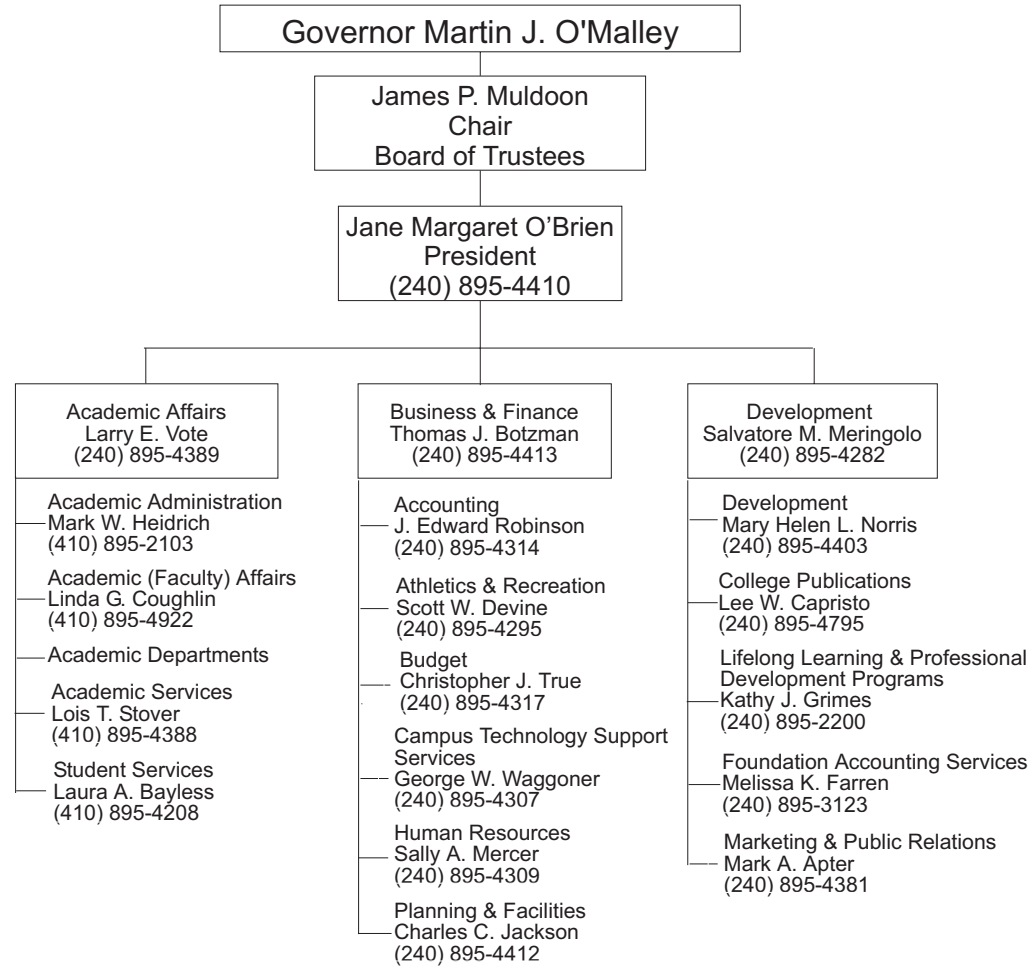 Governor Martin J. O'Malley
James P. Muldoon
Chair
Board of Trustees
Jane Margaret O’Brien
President
(240) 895-4410
Academic Affairs
Larry E. Vote
(240) 895-4389
Academic Administration
Mark W. Heidrich
(410) 895-2103
Academic (Faculty) Affairs
Linda G. Coughlin
(410) 895-4922
Academic Departments
Academic Services
Lois T. Stover
(410) 895-4388
Student Services
Laura A. Bayless
(410) 895-4208
Business & Finance
Thomas J. Botzman
(240) 895-4413
Accounting
J. Edward Robinson
(240) 895-4314
Athletics & Recreation
Scott W. Devine
(240) 895-4295
Budget
Christopher J. True
(240) 895-4317
Campus Technology Support
Services
George W. Waggoner
(240) 895-4307
Human Resources
Sally A. Mercer
(240) 895-4309
Planning & Facilities
Charles C. Jackson
(240) 895-4412
Development
Salvatore M. Meringolo
(240) 895-4282
Development
Mary Helen L. Norris
(240) 895-4403
College Publications
Lee W. Capristo
(240) 895-4795
Lifelong Learning & Professional
Development Programs
Kathy J. Grimes
(240) 895-2200
Foundation Accounting Services
Melissa K. Farren
(240) 895-3123
Marketing & Public Relations
Mark A. Apter
(240) 895-4381